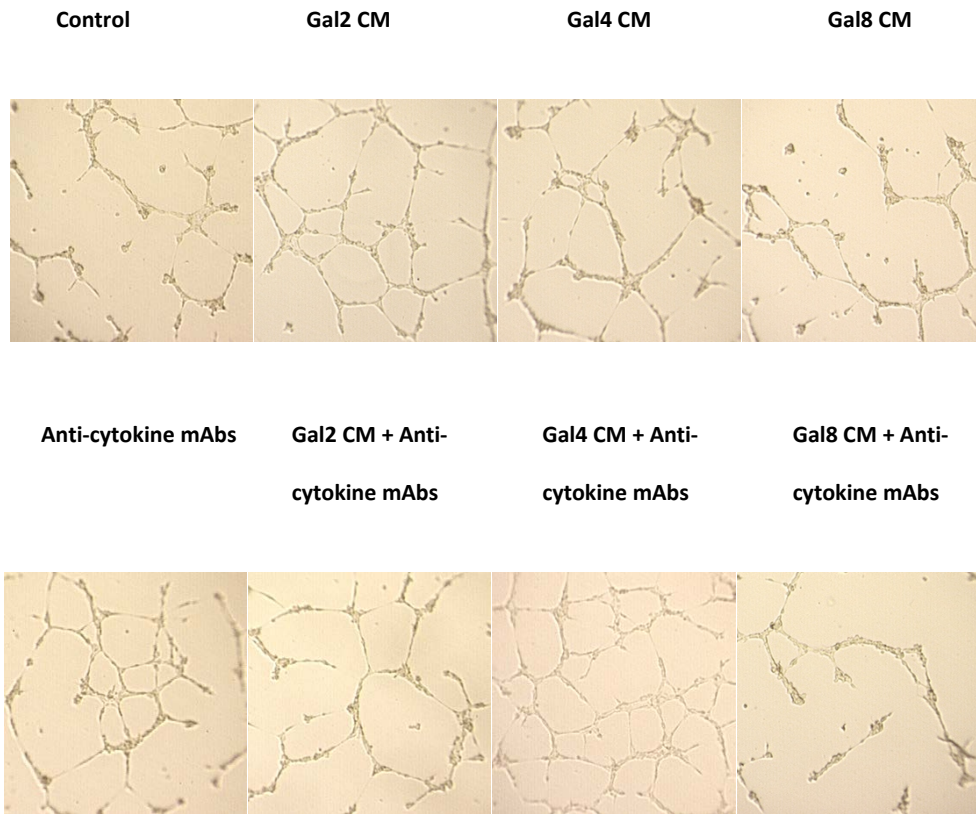 Control Gal2 CM Gal4 CM Gal8 CM
Anti-cytokine mAbs Gal2 CM + Anti- Gal4 CM + Anti- Gal8 CM + Anti-
cytokine mAbs cytokine mAbs cytokine mAbs